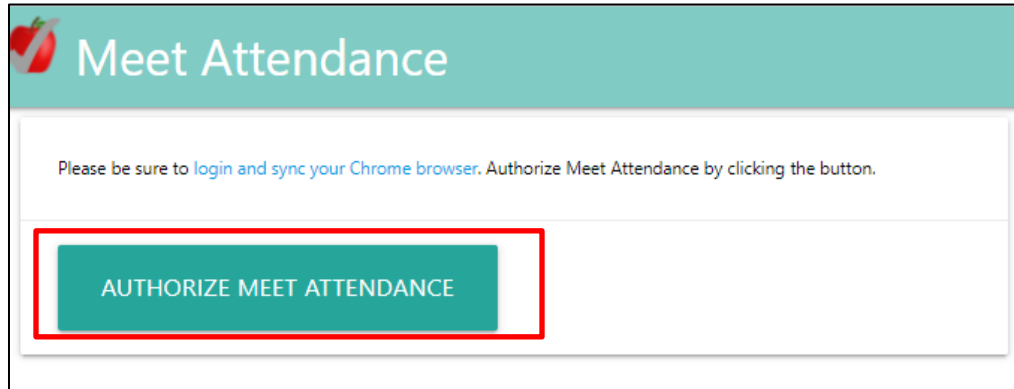 Meet Attendance
Please be sure to login and sync your Chrome browser. Authorize Meet Attendance by clicking the button.
AUTHORIZE MEET ATTENDANCE